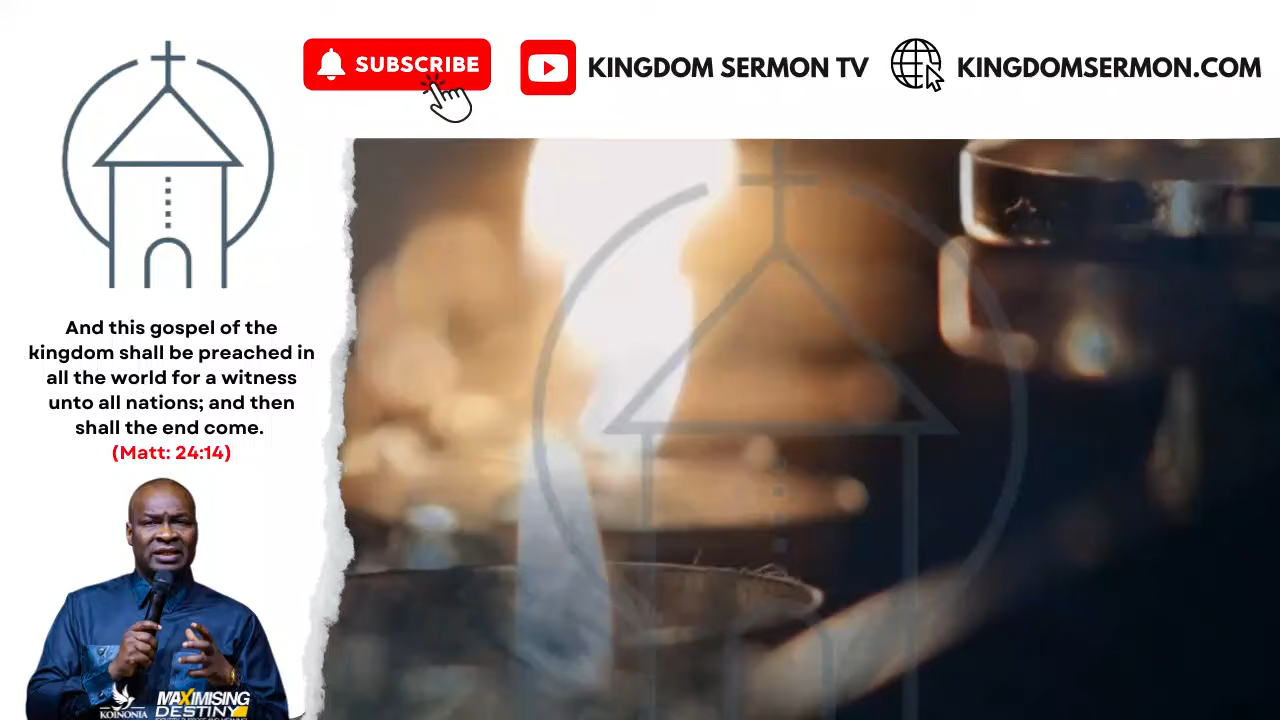 SUBSCRIBE
KINGDOM SERMON TV
KINGDOMSERMON.COM
And this gospel of the
kingdom shall be preached in
all the world for a witness
unto all nations; and then
shall the end come.
(Matt: 24:14)
KOINONIA
MAXIMISING
DESTINY